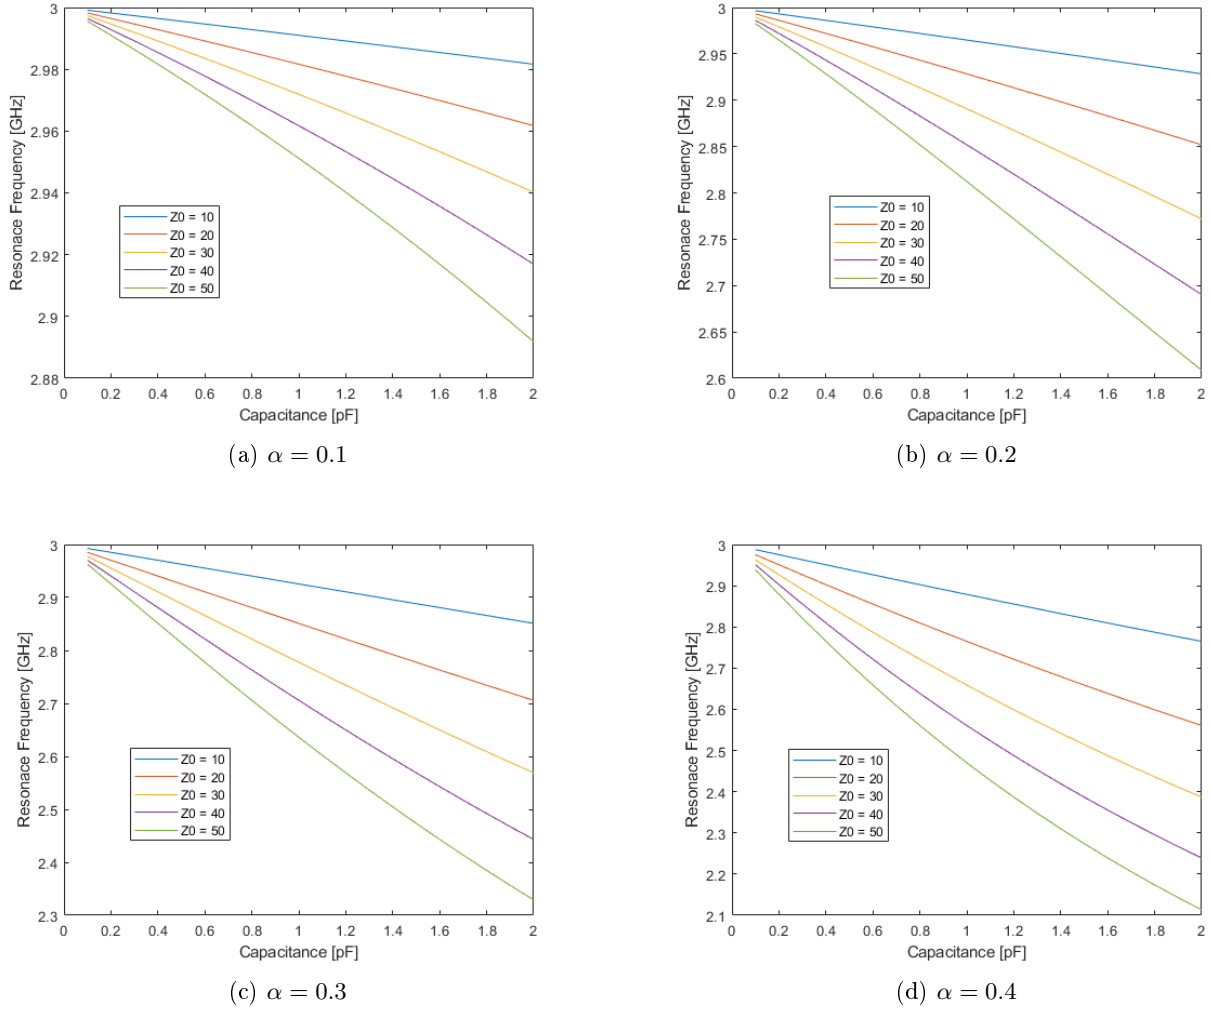 3
2.98
2.96
2.94
2.92
2.9
2.88
Resonace Frequency [GHz]
Z0 = 10
Z0 = 20
Z0 = 30
Z0 = 40
Z0 = 50
0 0.2 0.4 0.6 0.8 1 1.2 1.4 1.6 1.8 2
Capacitance [pF]
(a) α = 0.1
3
2.95
2.9
2.85
2.8
2.75
2.7
2.65
2.6
Resonace Frequency [GHz]
Z0 = 10
Z0 = 20
Z0 = 30
Z0 = 40
Z0 = 50
0 0.2 0.4 0.6 0.8 1 1.2 1.4 1.6 1.8 2
Capacitance [pF]
(b) α = 0.2
3
2.9
2.8
2.7
2.6
2.5
2.4
2.3
Resonace Frequency [GHz]
Z0 = 10
Z0 = 20
Z0 = 30
Z0 = 40
Z0 = 50
0 0.2 0.4 0.6 0.8 1 1.2 1.4 1.6 1.8 2
Capacitance [pF]
(c) α = 0.3
3
2.9
2.8
2.7
2.6
2.5
2.4
2.3
2.2
2.1
Resonace Frequency [GHz]
Z0 = 10
Z0 = 20
Z0 = 30
Z0 = 40
Z0 = 50
0 0.2 0.4 0.6 0.8 1 1.2 1.4 1.6 1.8 2
Capacitance [pF]
(d) α = 0.4